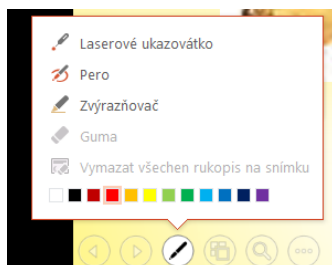 Laserové ukazovátko
Pero
Zvýrazňovač
Guma
Vymazat všechen rukopis na snímku